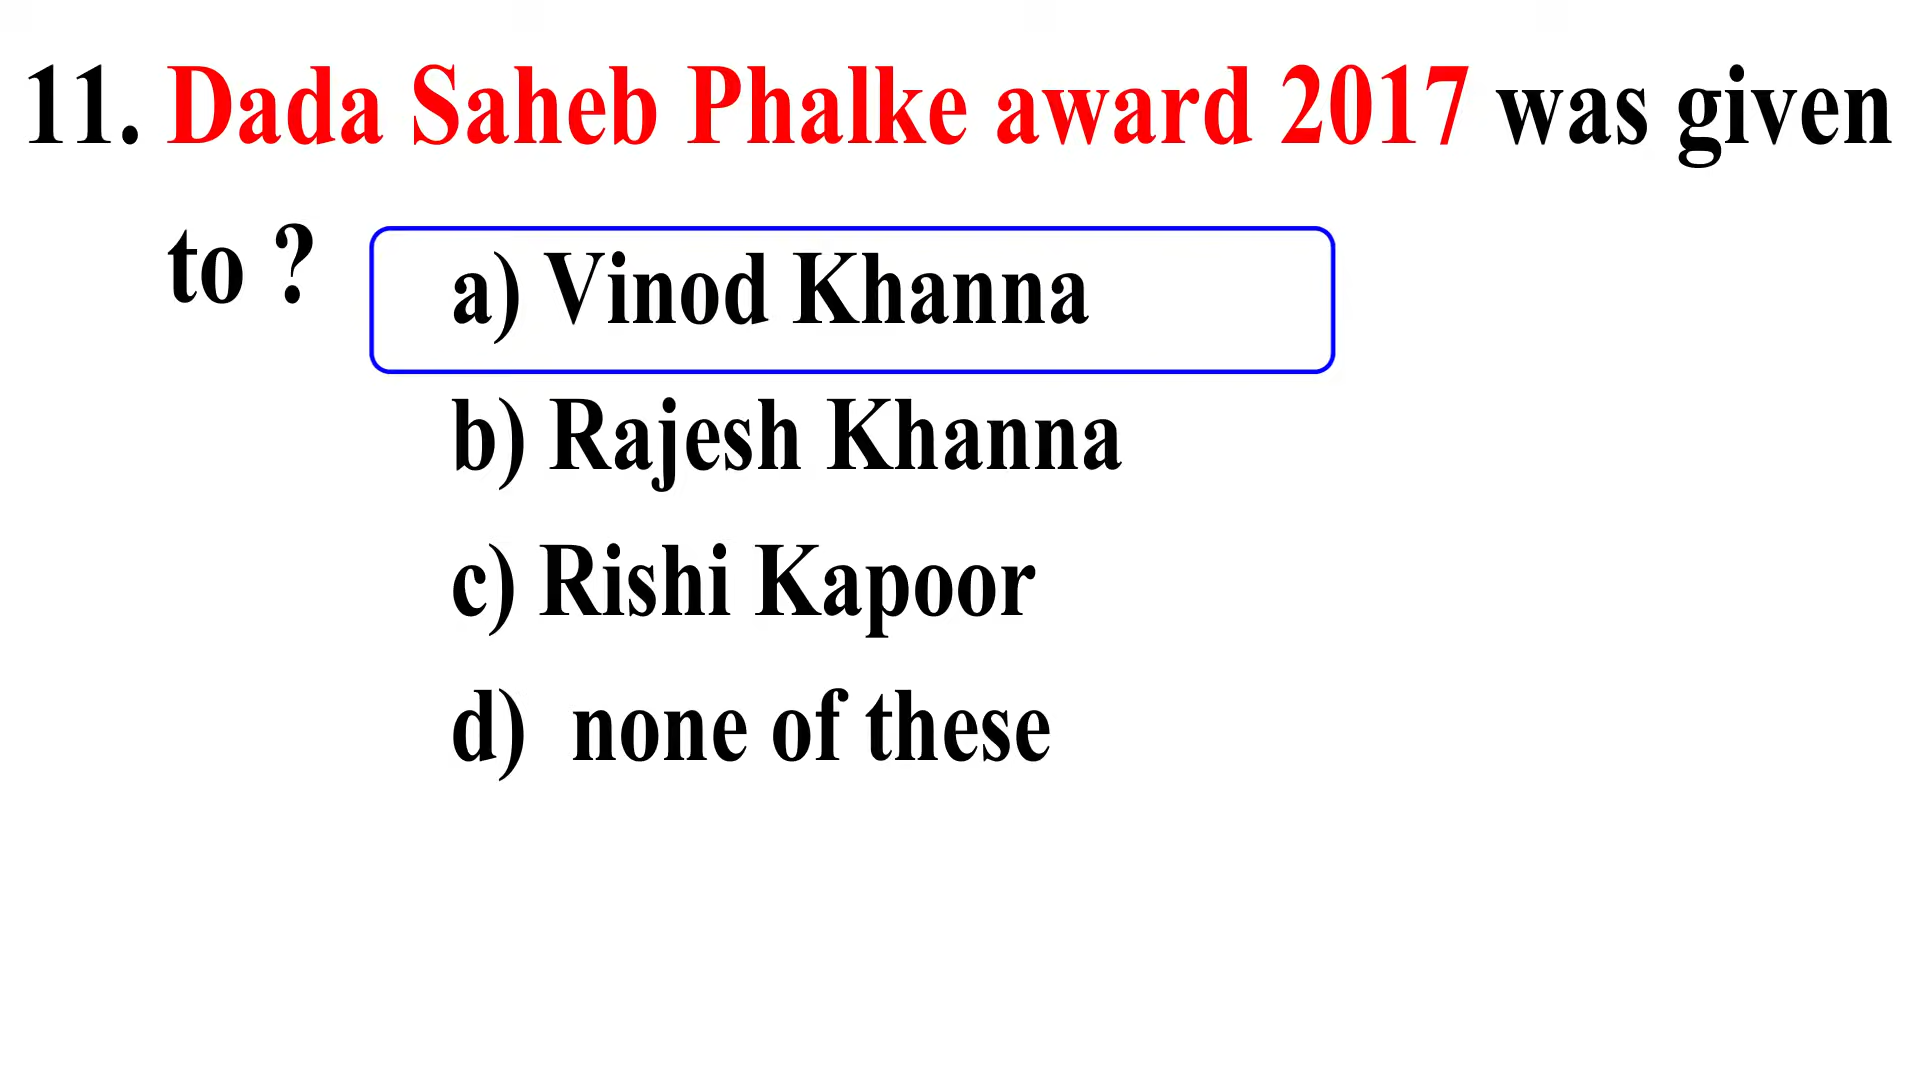 11. Dada Saheb Phalke award 2017 was given
to ?
a) Vinod Khanna
b) Rajesh Khanna
c) Rishi Kapoor
d) none of these